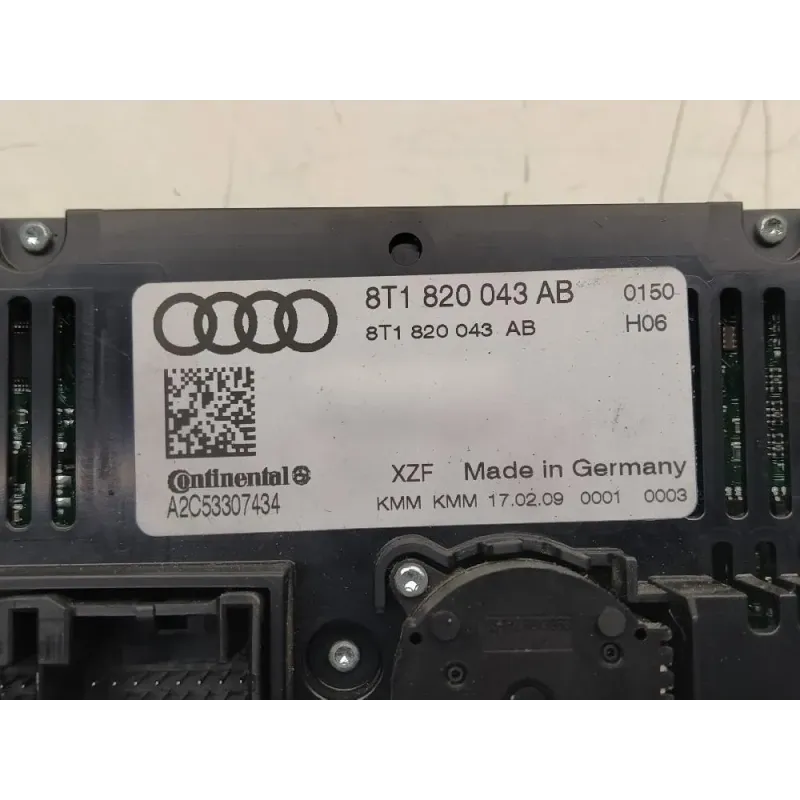 8T1 820 043 AB 0150
8T1 820 043 AB H06
Continental
A2C53307434
XZF Made in Germany
KMM KMM 17.02.09 0001 0003